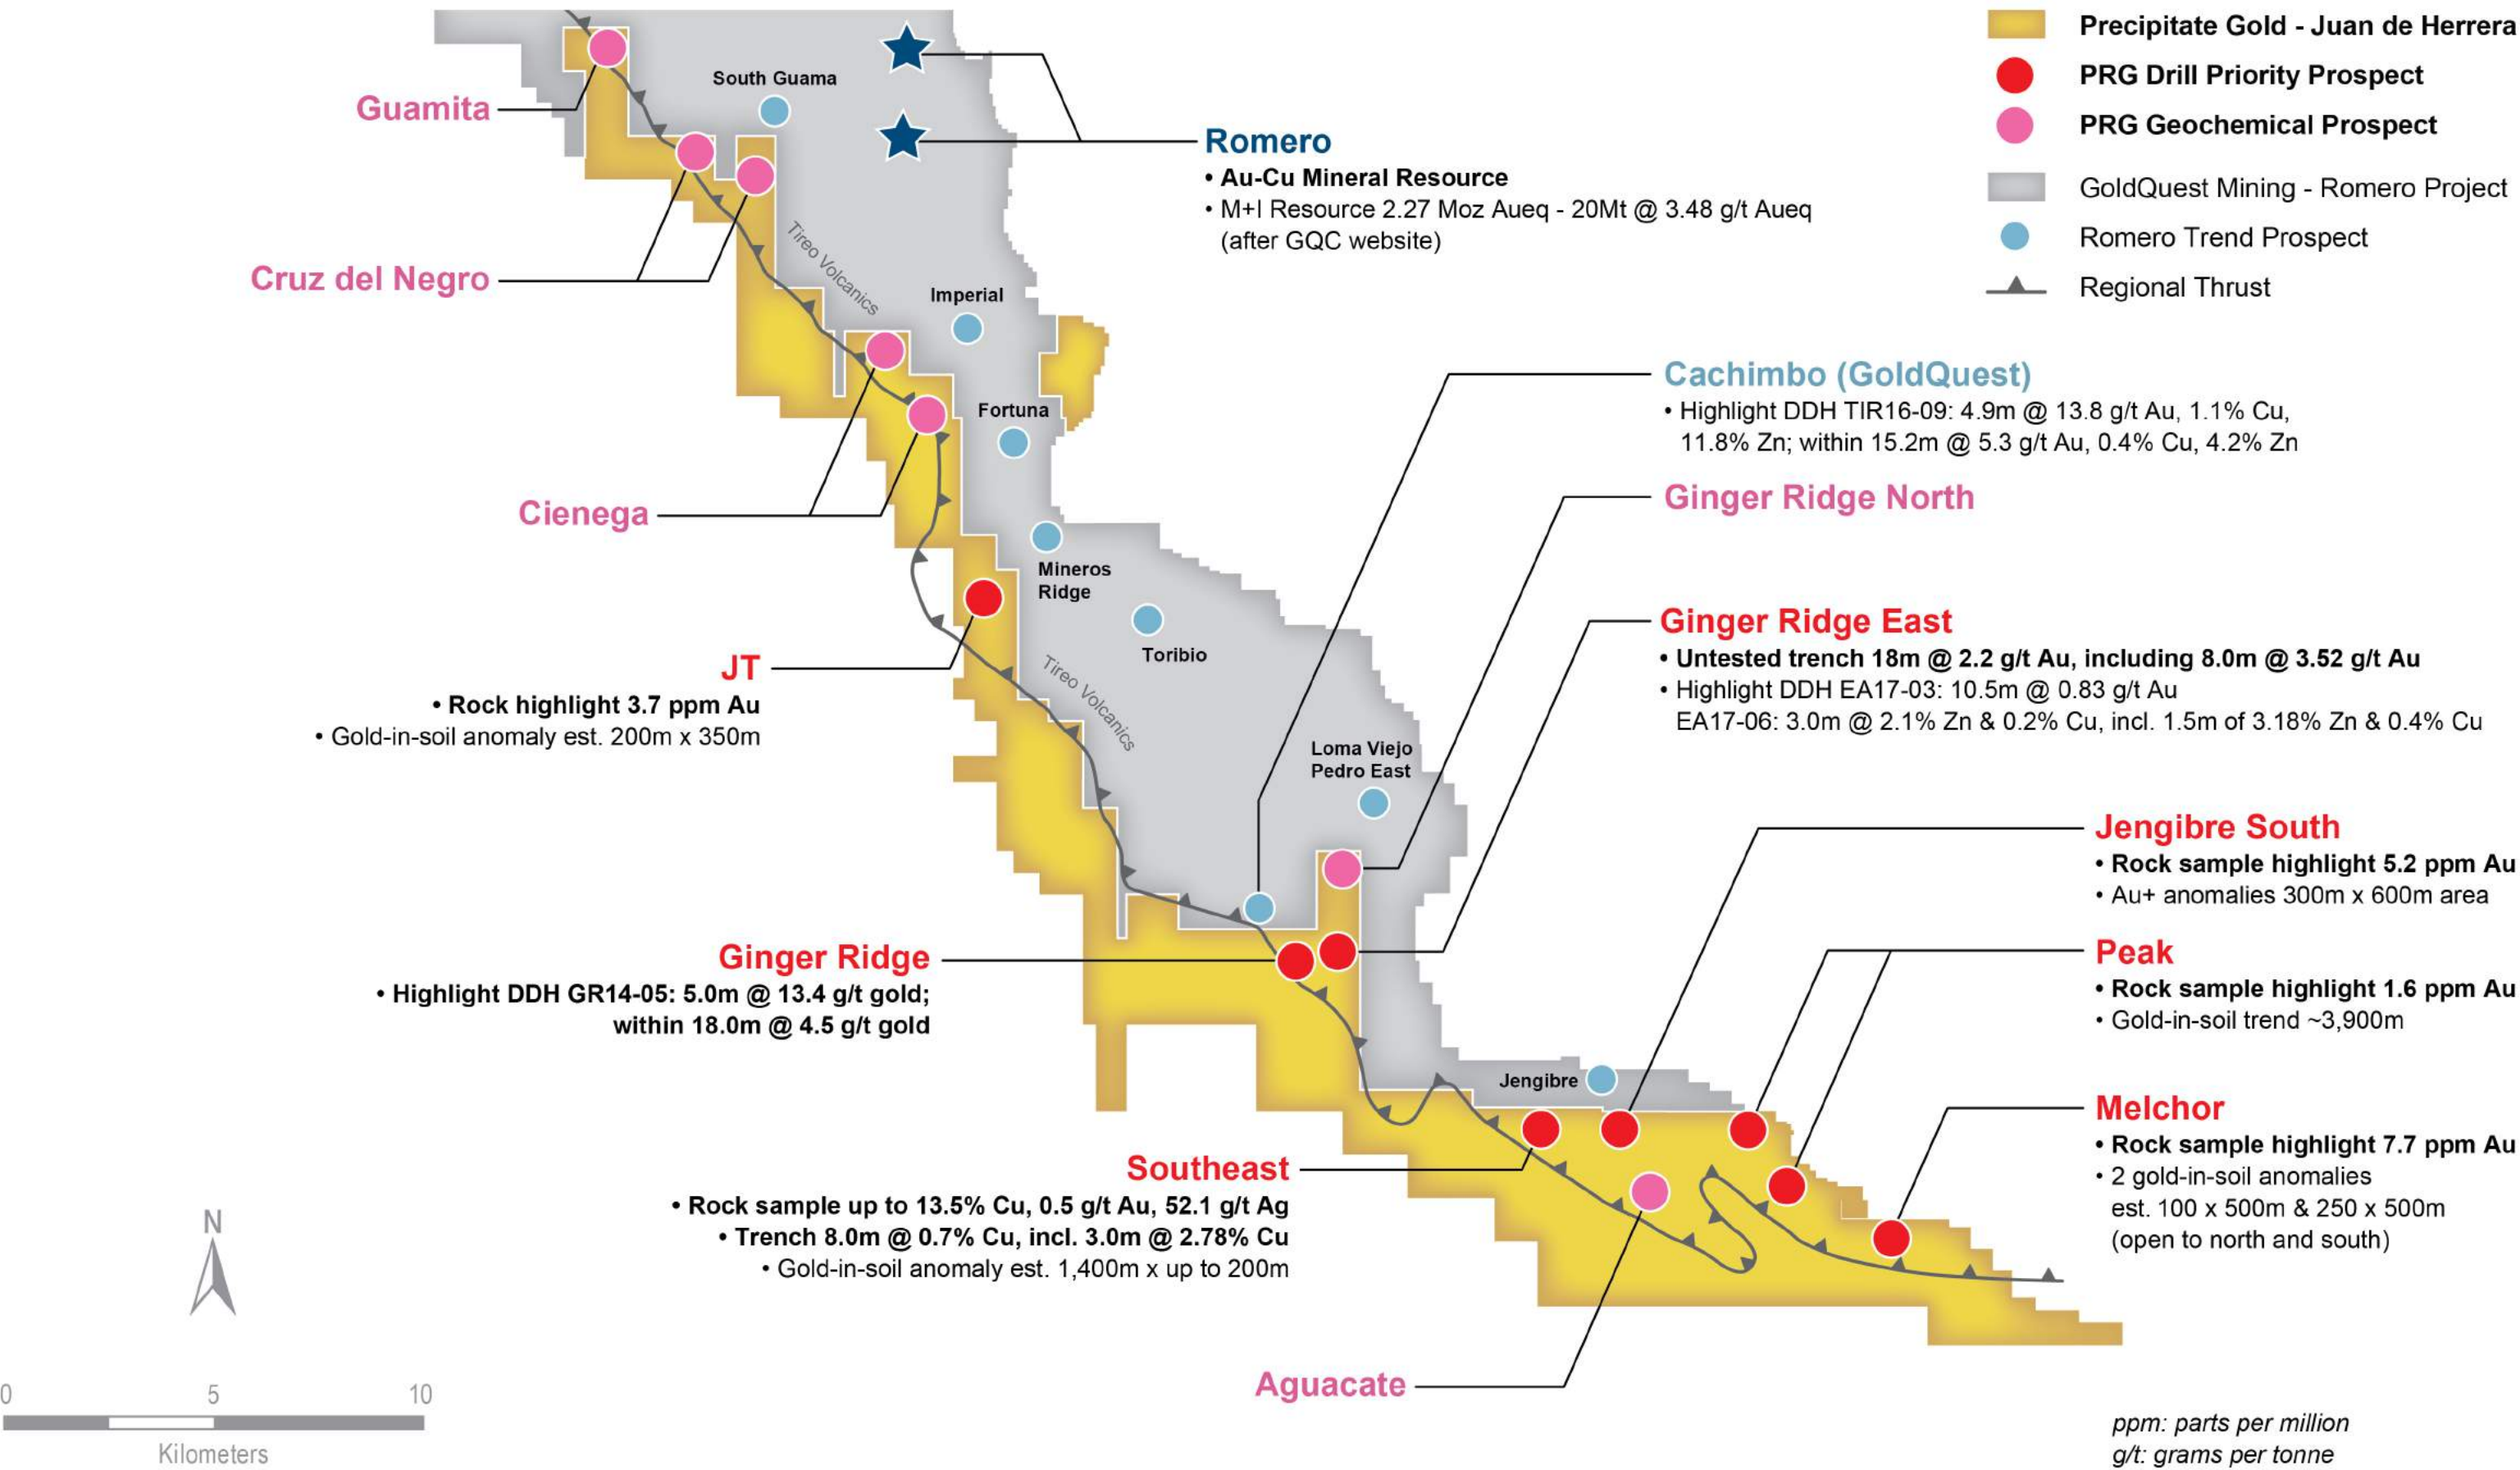 Precipitate Gold - Juan de Herrera
PRG Drill Priority Prospect
PRG Geochemical Prospect
GoldQuest Mining - Romero Project
Romero Trend Prospect
Regional Thrust
South Guama
Guamita
Romero
• Au-Cu Mineral Resource
• M+I Resource 2.27 Moz Aueq - 20Mt @ 3.48 g/t Aueq
(after GQC website)
Cruz del Negro
Tireo Volcanics
Imperial
Cachimbo (GoldQuest)
• Highlight DDH TIR16-09: 4.9m @ 13.8 g/t Au, 1.1% Cu,
11.8% Zn; within 15.2m @ 5.3 g/t Au, 0.4% Cu, 4.2% Zn
Fortuna
Ginger Ridge North
Cienega
Mineros
Ridge
Ginger Ridge East
• Untested trench 18m @ 2.2 g/t Au, including 8.0m @ 3.52 g/t Au
• Highlight DDH EA17-03: 10.5m @ 0.83 g/t Au
EA17-06: 3.0m @ 2.1% Zn & 0.2% Cu, incl. 1.5m of 3.18% Zn & 0.4% Cu
Toribio
JT
• Rock highlight 3.7 ppm Au
• Gold-in-soil anomaly est. 200m x 350m
Tireo Volcanics
Loma Viejo
Pedro East
Jengibre South
• Rock sample highlight 5.2 ppm Au
• Au+ anomalies 300m x 600m area
Ginger Ridge
• Highlight DDH GR14-05: 5.0m @ 13.4 g/t gold;
within 18.0m @ 4.5 g/t gold
Peak
• Rock sample highlight 1.6 ppm Au
• Gold-in-soil trend ~3,900m
Jengibre
Melchor
• Rock sample highlight 7.7 ppm Au
• 2 gold-in-soil anomalies
est. 100 x 500m & 250 x 500m
(open to north and south)
Southeast
• Rock sample up to 13.5% Cu, 0.5 g/t Au, 52.1 g/t Ag
• Trench 8.0m @ 0.7% Cu, incl. 3.0m @ 2.78% Cu
• Gold-in-soil anomaly est. 1,400m x up to 200m
Aguacate
N
0 5 10
Kilometers
ppm: parts per million
g/t: grams per tonne